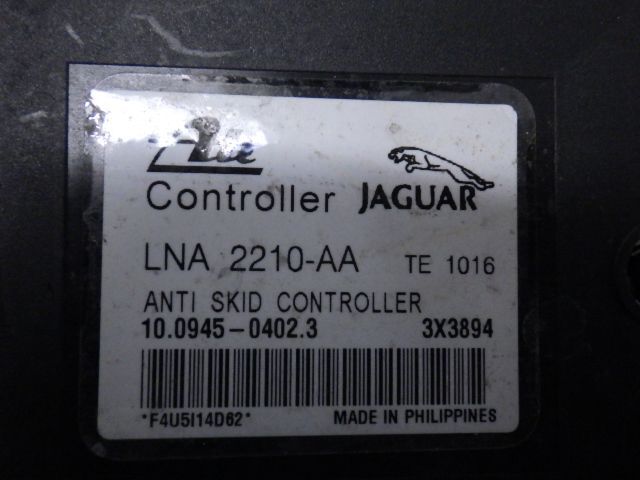 Ate
Controller JAGUAR
LNA 2210-AA TE 1016
ANTI SKID CONTROLLER
10.0945-0402.3 3X3894
*F4U5I14D62* MADE IN PHILIPPINES